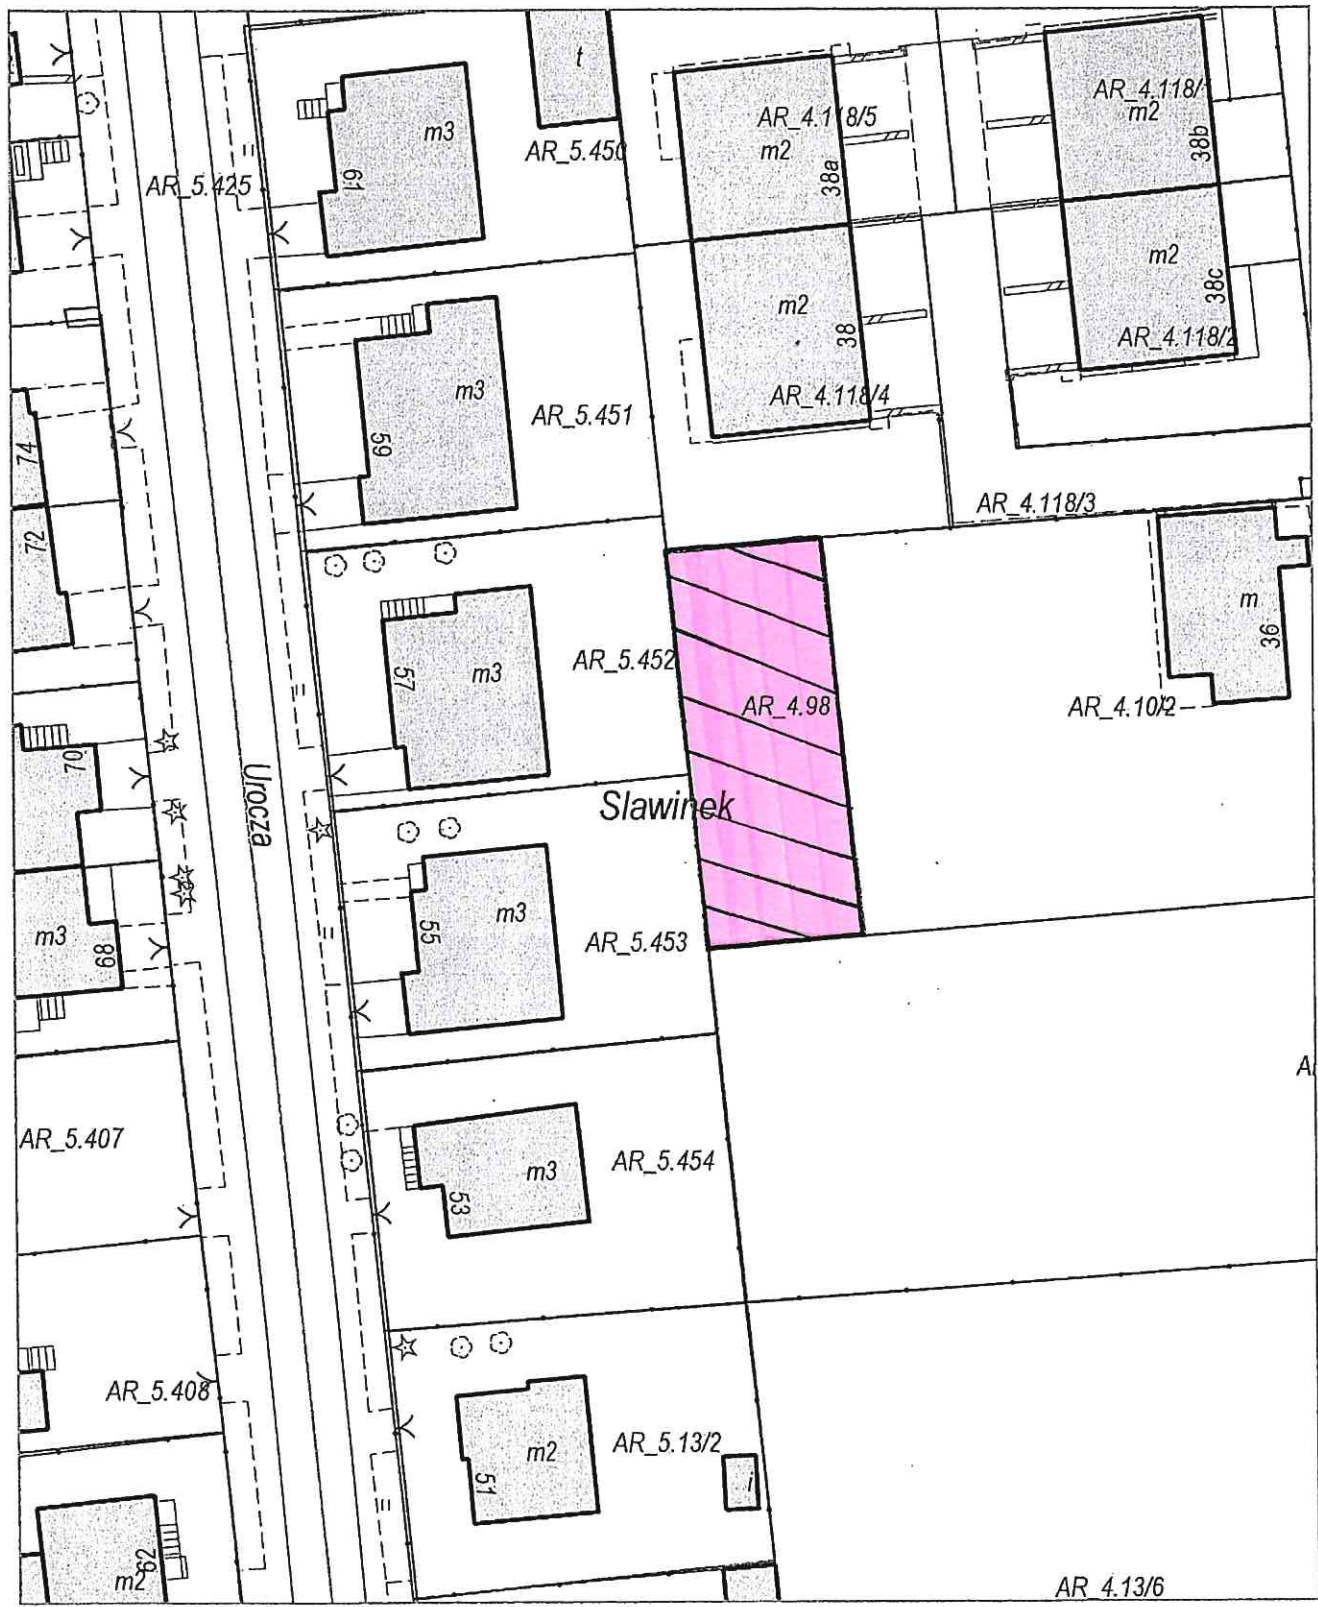 t
AR_4.118/5
m2
38a
AR_4.118/1
m2
38b
m3
61
AR_5.450
AR_5.425
m2
38
AR_4.118/4
m2
38c
AR_4.118/2
m3
59
AR_5.451
74
72
AR_4.118/3
m
36
m3
57
AR_5.452
AR_4.98
AR_4.10/2
70
Urocza
Slawinek
m3
68
m3
55
AR_5.453
AR_5.407
m3
53
AR_5.454
AR_5.408
m2
51
AR_5.13/2
i
m2
62
AR_4.13/6